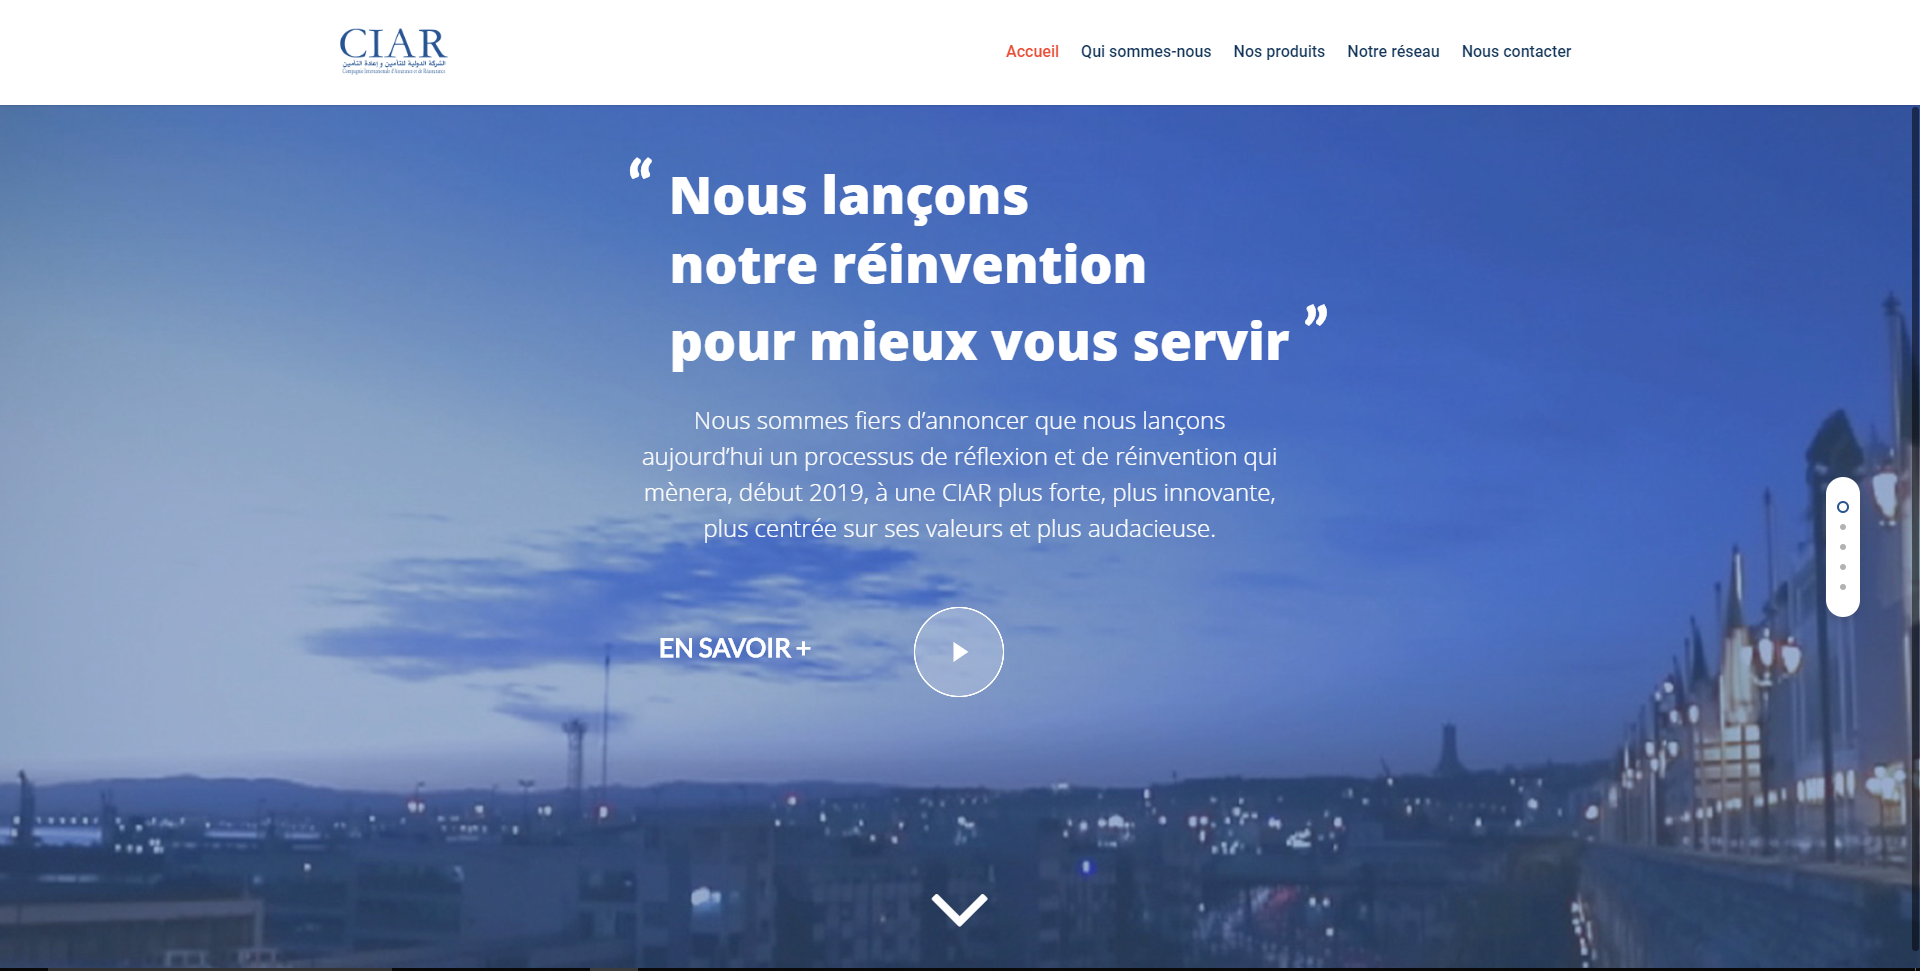 CIAR
الشركة الدولية للتأمين و إعادة التأمين
Compagnie Internationale d'Assurance et de Réassurance
Accueil Qui sommes-nous Nos produits Notre réseau Nous contacter
“ Nous lançons
notre réinvention
pour mieux vous servir ”
Nous sommes fiers d’annoncer que nous lançons
aujourd’hui un processus de réflexion et de réinvention qui
mènera, début 2019, à une CIAR plus forte, plus innovante,
plus centrée sur ses valeurs et plus audacieuse.
EN SAVOIR +